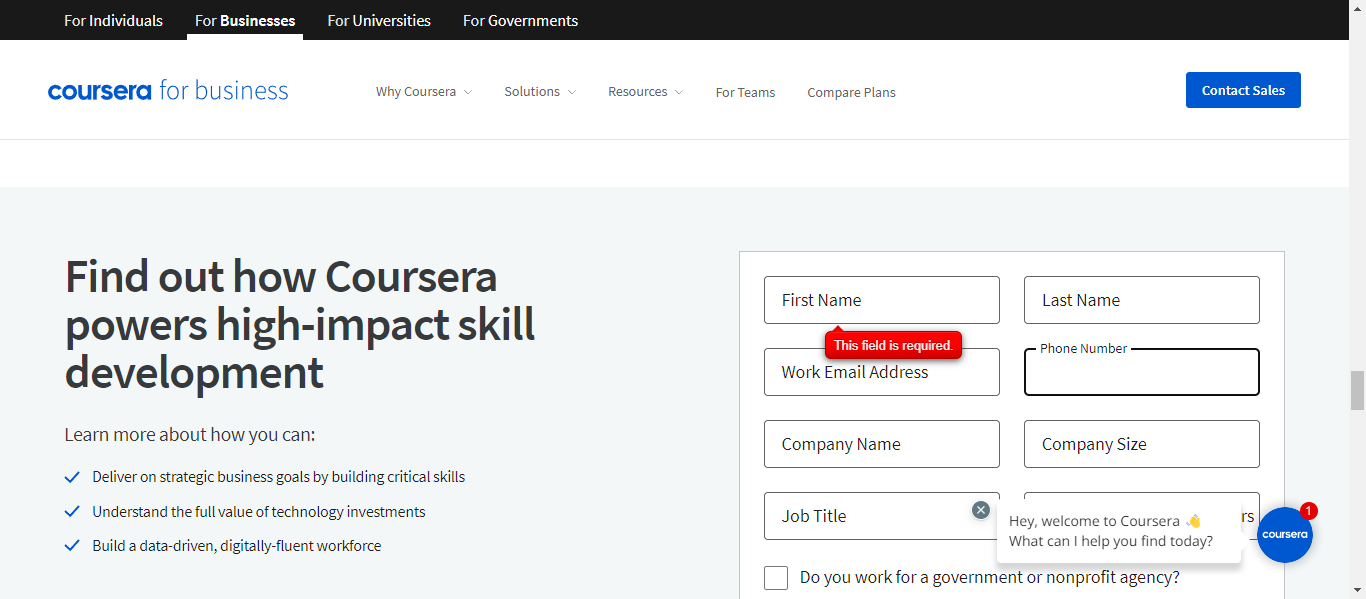 For Individuals
For Businesses
For Universities
For Governments
coursera for business
Why Coursera
Solutions
Resources
For Teams
Compare Plans
Contact Sales
Find out how Coursera
powers high-impact skill
development
Learn more about how you can:
Deliver on strategic business goals by building critical skills
Understand the full value of technology investments
Build a data-driven, digitally-fluent workforce
First Name
Last Name
This field is required.
Work Email Address
Phone Number
Company Name
Company Size
Job Title
Hey, welcome to Coursera 👋
What can I help you find today?
1
coursera
Do you work for a government or nonprofit agency?